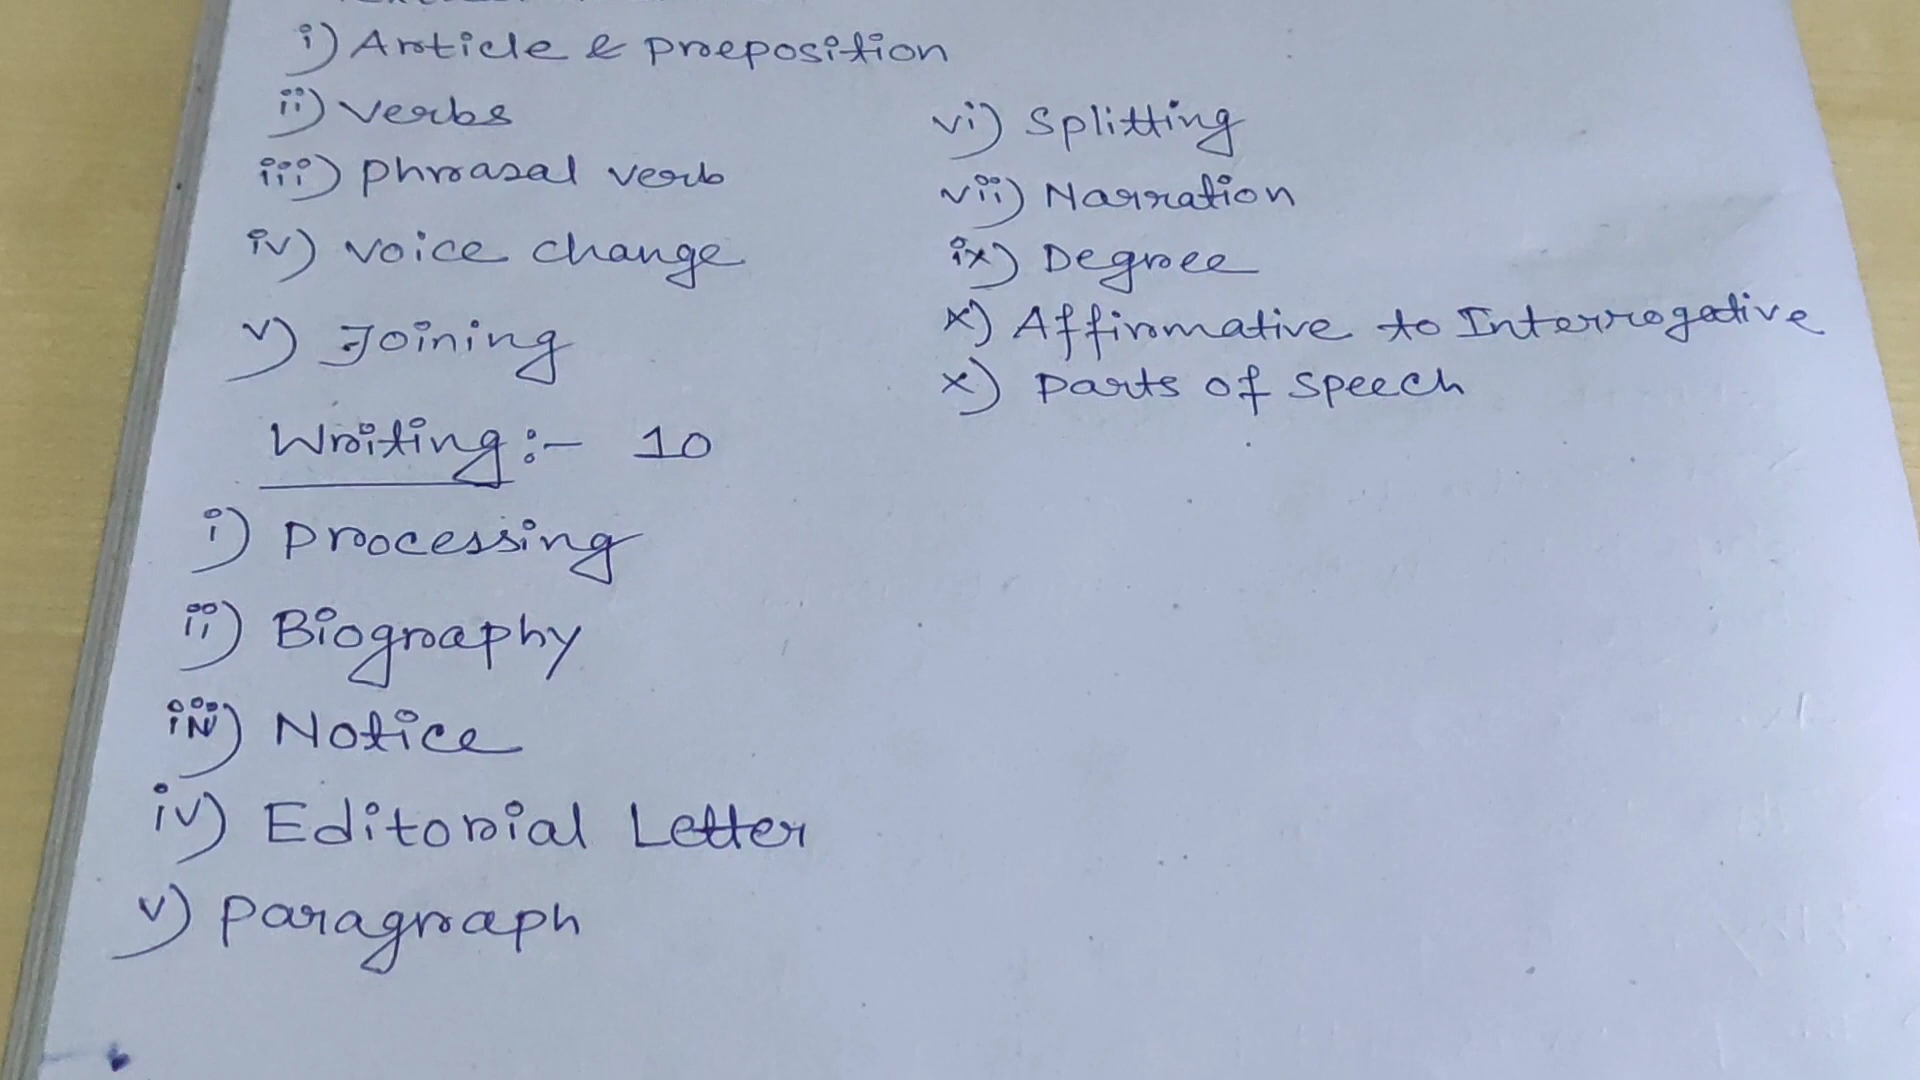 i) Article & preposition
ii) verbs
iii) phrasal verb
iv) voice change
v) Joining
vi) Splitting
vii) Narration
ix) Degree
x) Affirmative to Interrogative
x) parts of speech
Writing:- 10
i) processing
ii) Biography
iii) Notice
iv) Editorial Letter
v) paragraph